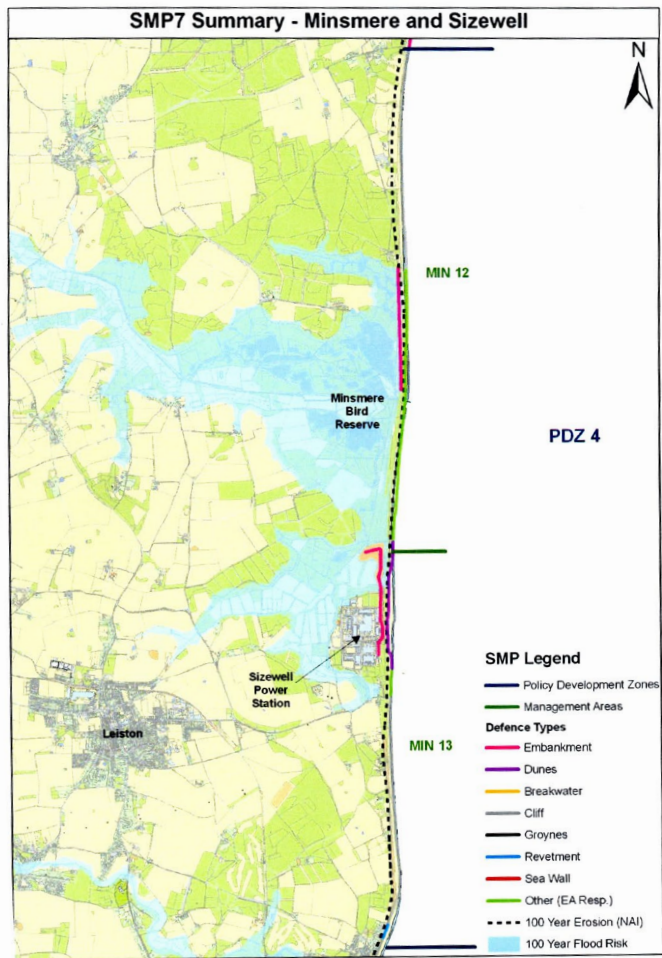 SMP7 Summary - Minsmere and Sizewell
N
MIN 12
Minsmere
Bird
Reserve
PDZ 4
Sizewell
Power
Station
Leiston
MIN 13
SMP Legend
Policy Development Zones
Management Areas
Defence Types
Embankment
Dunes
Breakwater
Cliff
Groynes
Revetment
Sea Wall
Other (EA Resp.)
100 Year Erosion (NAI)
100 Year Flood Risk